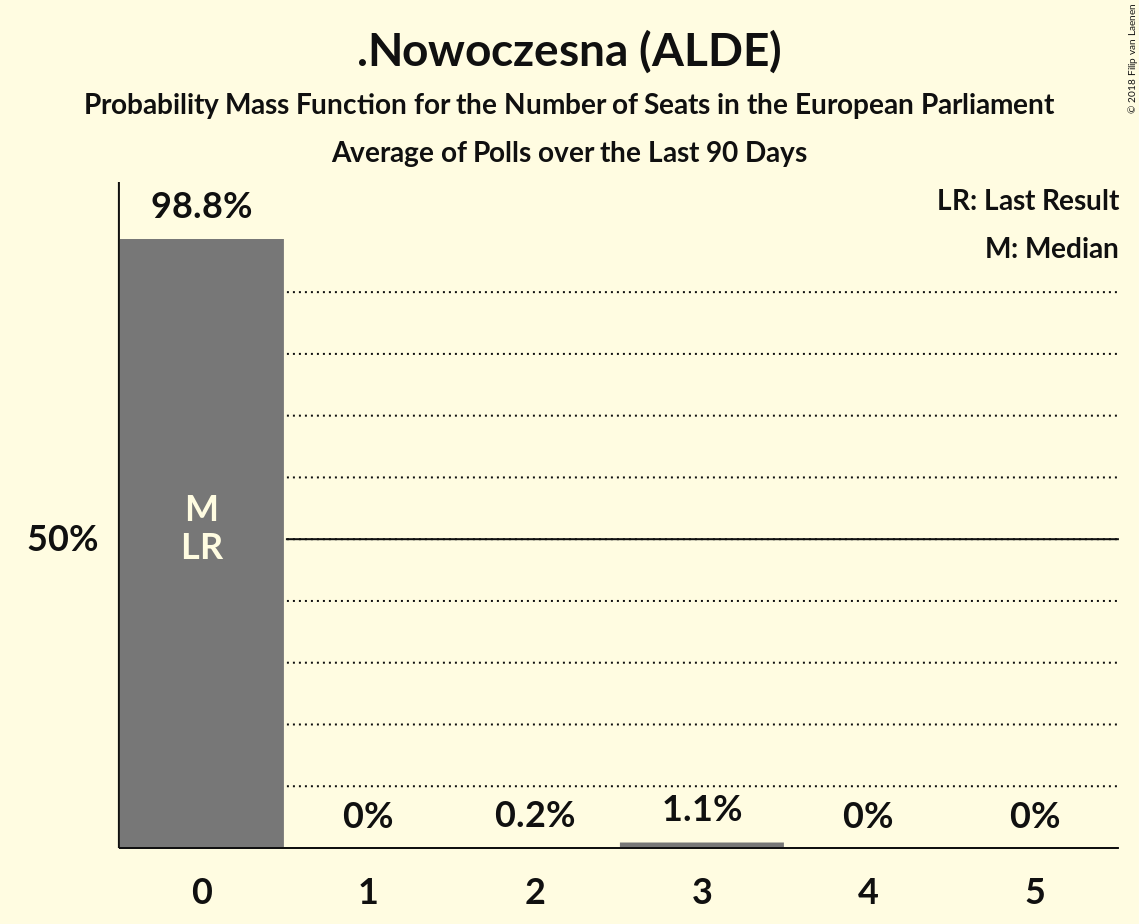 .Nowoczesna (ALDE)
Probability Mass Function for the Number of Seats in the European Parliament
Average of Polls over the Last 90 Days
© 2018 Filip van Laenen
LR: Last Result
M: Median
98.8%
M
LR
50%
0%
0.2%
1.1%
0%
0%
0
1
2
3
4
5